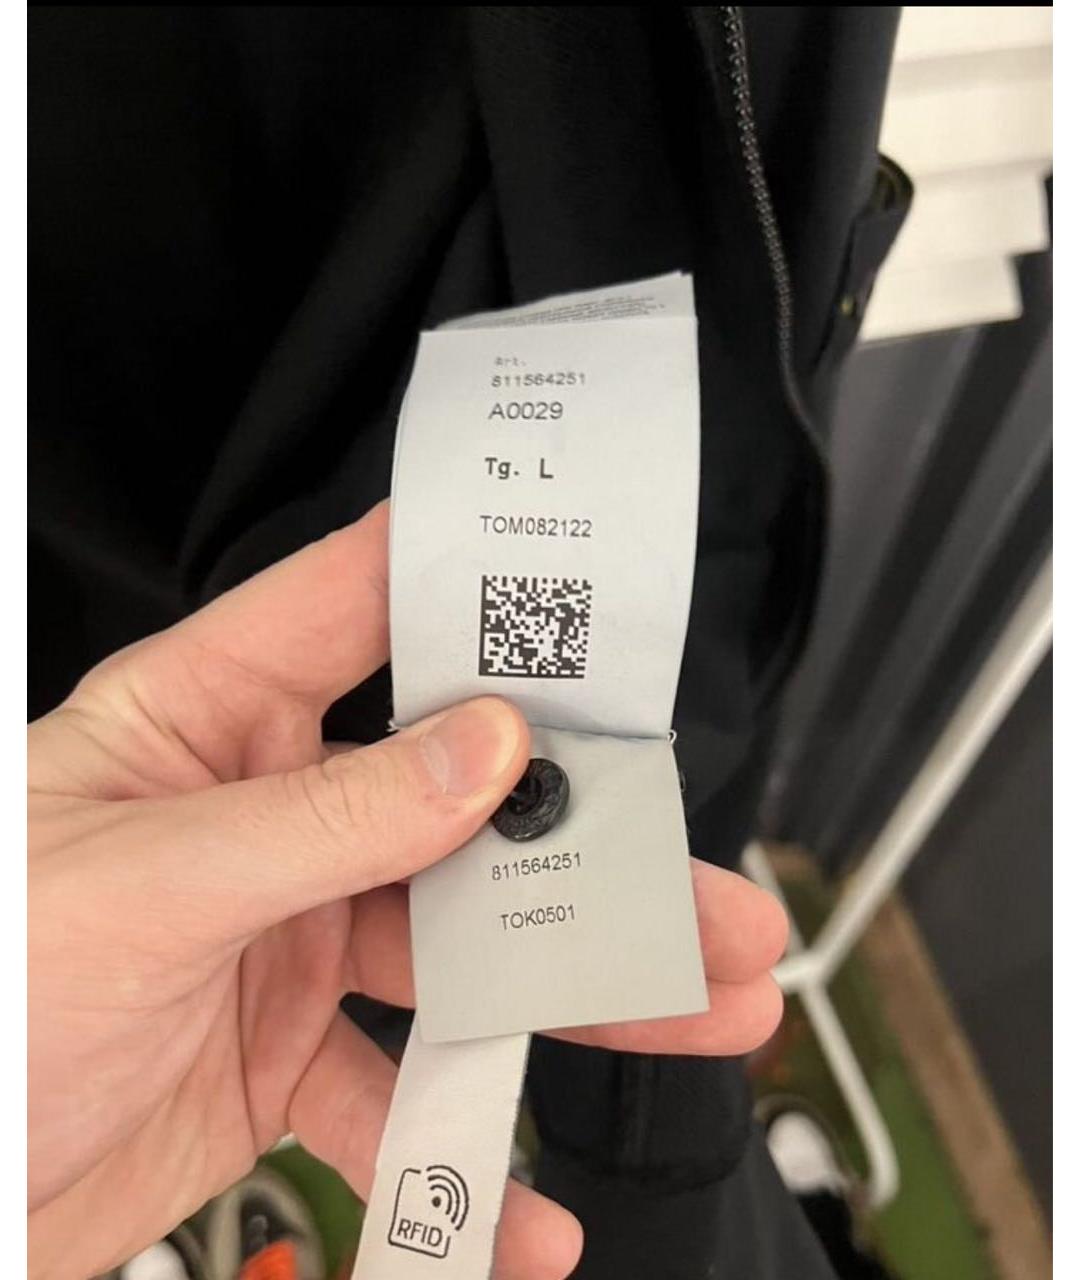 Art.
811564251
A0029
Tg. L
TOM082122
811564251
TOK0501
RFID